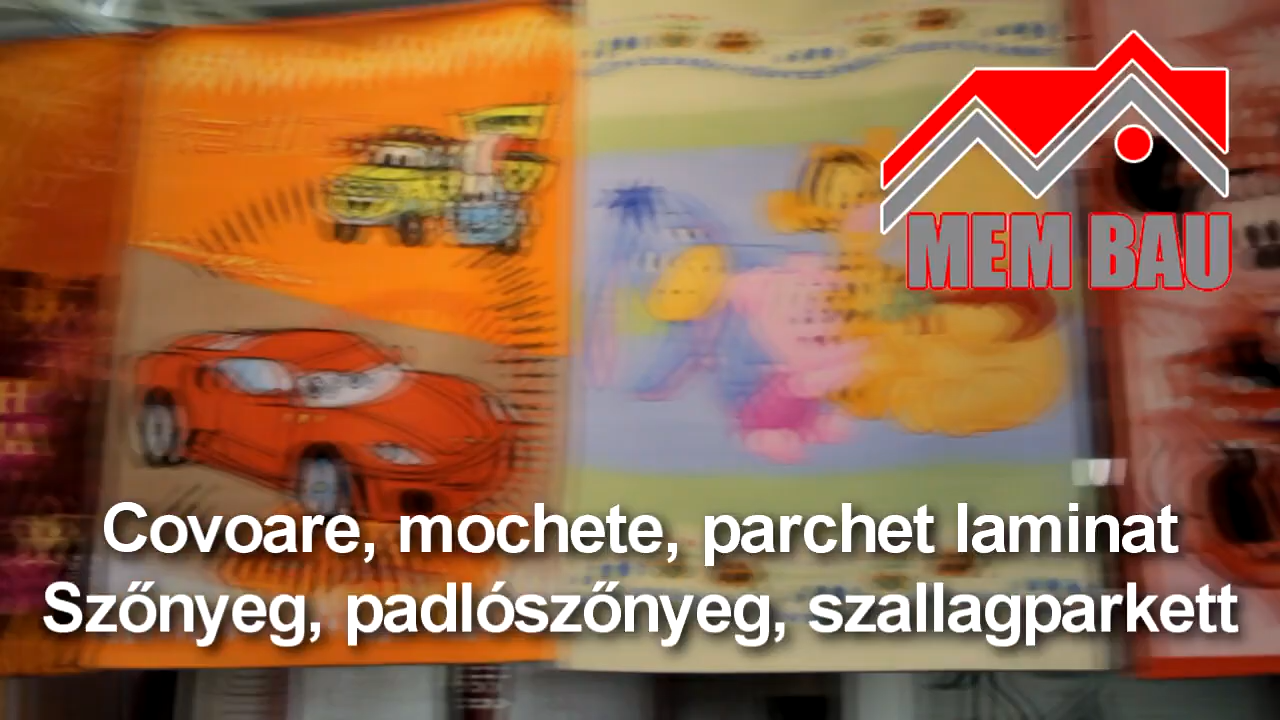 MEM BAU
Covoare, mochete, parchet laminat
Szőnyeg, padlószőnyeg, szallagparkett